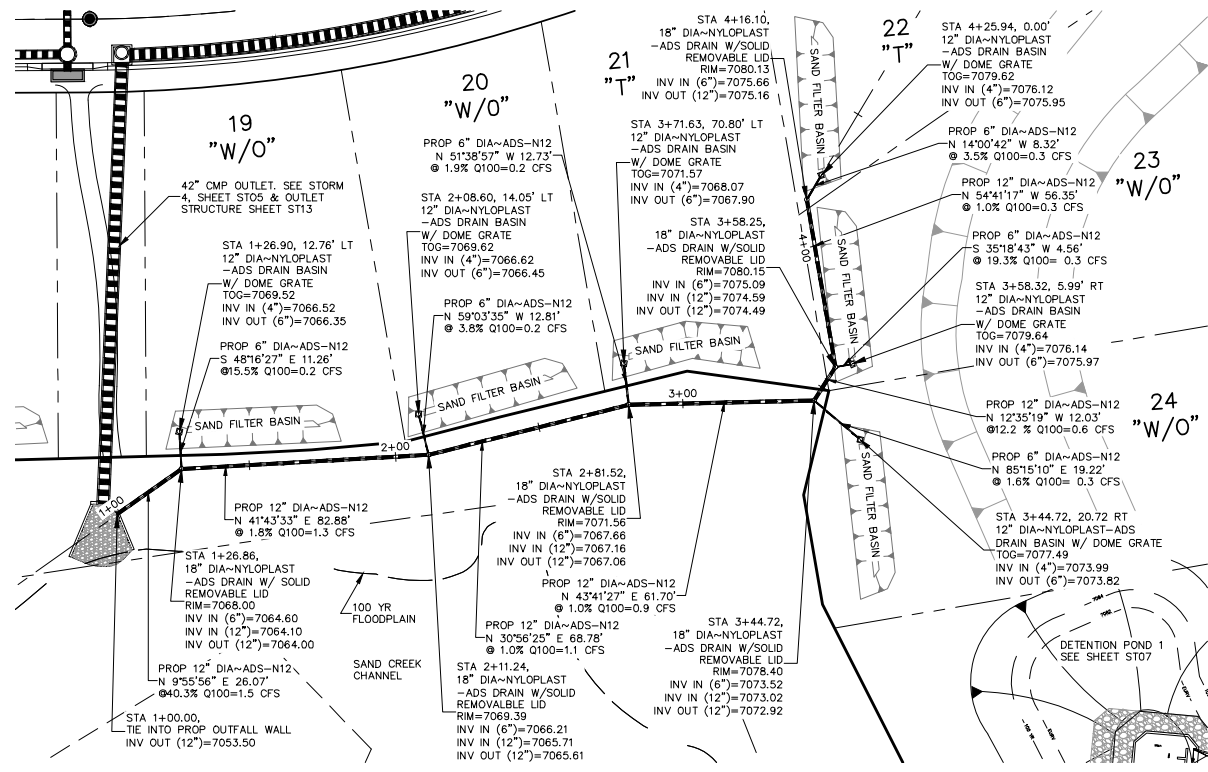 STA 4+16.10,
18" DIA~NYLOPLAST
-ADS DRAIN W/SOLID
REMOVABLE LID
RIM=7080.13
INV IN (6")=7075.66
INV OUT (12")=7075.16
22
"T"
STA 4+25.94, 0.00'
12" DIA~NYLOPLAST
-ADS DRAIN BASIN
W/ DOME GRATE
TOG=7079.62
INV IN (4")=7076.12
INV OUT (6")=7075.95
SAND FILTER BASIN
21
"T"
20
"W/O"
19
"W/O"
PROP 6" DIA~ADS-N12
N 51°38'57" W 12.73'
@ 1.9% Q100=0.2 CFS
STA 3+71.63, 70.80' LT
12" DIA~NYLOPLAST
-ADS DRAIN BASIN
W/ DOME GRATE
TOG=7071.57
INV IN (4")=7068.07
INV OUT (6")=7067.90
PROP 6" DIA~ADS-N12
N 14°00'42" W 8.32'
@ 3.5% Q100=0.3 CFS
23
"W/O"
42" CMP OUTLET. SEE STORM
4, SHEET STO5 & OUTLET
STRUCTURE SHEET ST13
STA 2+08.60, 14.05' LT
12" DIA~NYLOPLAST
-ADS DRAIN BASIN
W/ DOME GRATE
TOG=7069.62
INV IN (4")=7066.62
INV OUT (6")=7066.45
PROP 12" DIA~ADS-N12
N 54°41'17" W 56.35'
@ 1.0% Q100=0.3 CFS
STA 3+58.25,
18" DIA~NYLOPLAST
-ADS DRAIN W/SOLID
REMOVABLE LID
RIM=7080.15
INV IN (6")=7075.09
INV IN (12")=7074.59
INV OUT (12")=7074.49
4+00
SAND FILTER BASIN
PROP 6" DIA~ADS-N12
S 35°18'43" W 4.56'
@ 19.3% Q100= 0.3 CFS
STA 1+26.90, 12.76' LT
12" DIA~NYLOPLAST
-ADS DRAIN BASIN
W/ DOME GRATE
TOG=7069.52
INV IN (4")=7066.52
INV OUT (6")=7066.35
STA 3+58.32, 5.99' RT
12" DIA~NYLOPLAST
-ADS DRAIN BASIN
W/ DOME GRATE
TOG=7079.64
INV IN (4")=7076.14
INV OUT (6")=7075.97
PROP 6" DIA~ADS-N12
N 59°03'35" W 12.81'
@ 3.8% Q100=0.2 CFS
PROP 6" DIA~ADS-N12
S 48°16'27" E 11.26'
@15.5% Q100=0.2 CFS
SAND FILTER BASIN
SAND FILTER BASIN
SAND FILTER BASIN
3+00
2+00
1+00
PROP 12" DIA~ADS-N12
N 12°35'19" W 12.03'
@12.2 % Q100=0.6 CFS
24
"W/O"
SAND FILTER BASIN
PROP 6" DIA~ADS-N12
N 85°15'10" E 19.22'
@ 1.6% Q100= 0.3 CFS
STA 2+81.52,
18" DIA~NYLOPLAST
-ADS DRAIN W/SOLID
REMOVABLE LID
RIM=7071.56
INV IN (6")=7067.66
INV IN (12")=7067.16
INV OUT (12")=7067.06
PROP 12" DIA~ADS-N12
N 41°43'33" E 82.88'
@ 1.8% Q100=1.3 CFS
STA 3+44.72, 20.72 RT
12" DIA~NYLOPLAST-ADS
DRAIN BASIN W/ DOME GRATE
TOG=7077.49
INV IN (4")=7073.99
INV OUT (6")=7073.82
STA 1+26.86,
18" DIA~NYLOPLAST
-ADS DRAIN W/ SOLID
REMOVABLE LID
RIM=7068.00
INV IN (6")=7064.60
INV IN (12")=7064.10
INV OUT (12")=7064.00
PROP 12" DIA~ADS-N12
N 43°41'27" E 61.70'
@ 1.0% Q100=0.9 CFS
100 YR
FLOODPLAIN
PROP 12" DIA~ADS-N12
N 30°56'25" E 68.78'
@ 1.0% Q100=1.1 CFS
STA 3+44.72,
18" DIA~NYLOPLAST
-ADS DRAIN W/SOLID
REMOVABLE LID
RIM=7078.40
INV IN (6")=7073.52
INV IN (12")=7073.02
INV OUT (12")=7072.92
DETENTION POND 1
SEE SHEET ST07
SAND CREEK
CHANNEL
PROP 12" DIA~ADS-N12
N 9°55'56" E 26.07'
@40.3% Q100=1.5 CFS
STA 2+11.24,
18" DIA~NYLOPLAST
-ADS DRAIN W/SOLID
REMOVALBLE LID
RIM=7069.39
INV IN (6")=7066.21
INV IN (12")=7065.71
INV OUT (12")=7065.61
STA 1+00.00,
TIE INTO PROP OUTFALL WALL
INV OUT (12")=7053.50